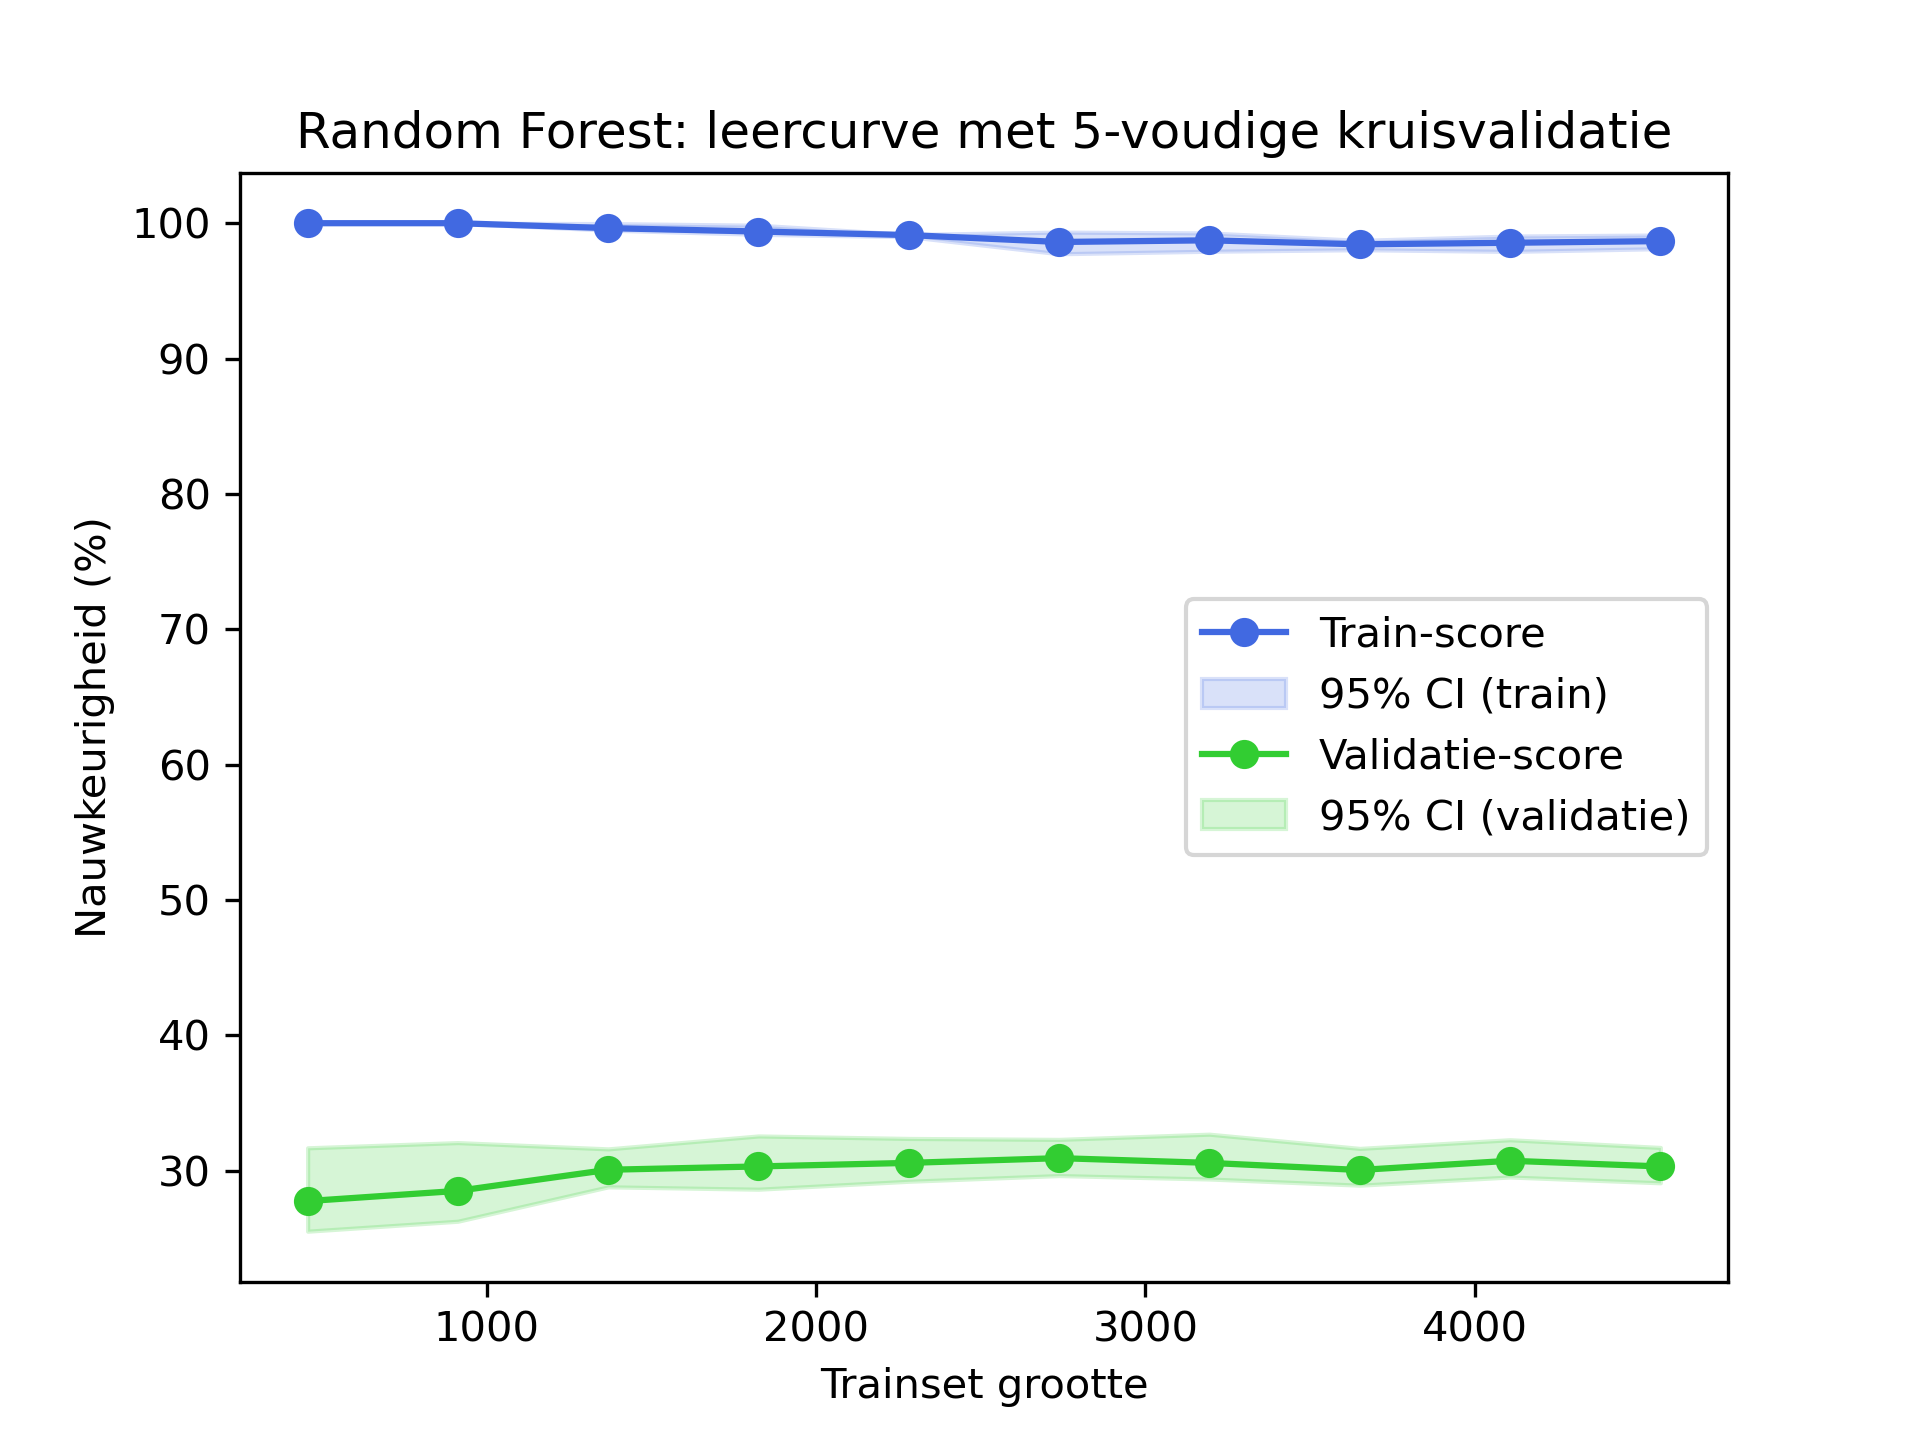 Random Forest: leercurve met 5-voudige kruisvalidatie
100
90
80
70
60
50
40
30
Nauwkeurigheid (%)
Train-score
95% CI (train)
Validatie-score
95% CI (validatie)
1000 2000 3000 4000
Trainset grootte